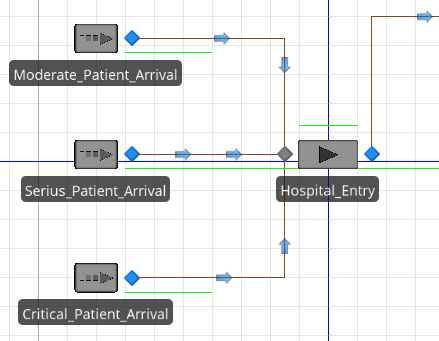 Moderate_Patient_Arrival
Serius_Patient_Arrival
Hospital_Entry
Critical_Patient_Arrival